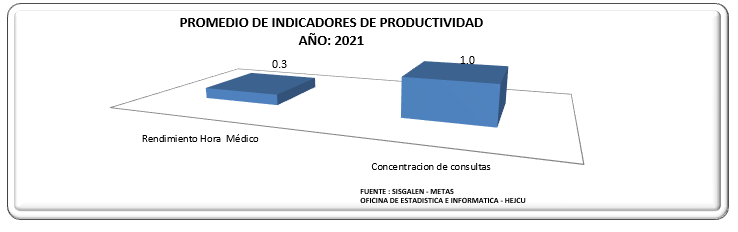 PROMEDIO DE INDICADORES DE PRODUCTIVIDAD
AÑO: 2021
0.3
1.0
Rendimiento Hora Médico
Concentracion de consultas
FUENTE : SISGALEN - METAS
OFICINA DE ESTADISTICA E INFORMATICA - HEJCU